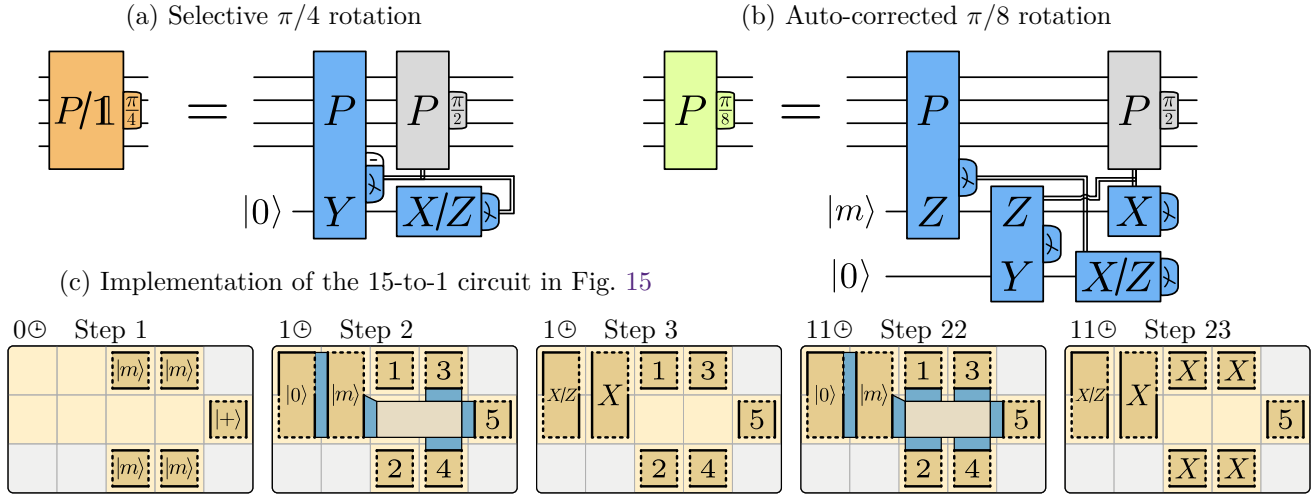 (a) Selective π/4 rotation
(b) Auto-corrected π/8 rotation
P/𝟙 π/4 = P P π/2
-
|0⟩ Y X/Z
P π/8 = P P π/2
|m⟩ Z Z X
|0⟩ Y X/Z
(c) Implementation of the 15-to-1 circuit in Fig. 15
0 Step 1
1 Step 2
1 Step 3
11 Step 22
11 Step 23
|m⟩ |m⟩
|+⟩
|m⟩ |m⟩
|0⟩ |m⟩ 1 3
5
2 4
X/Z X 1 3
5
2 4
|0⟩ |m⟩ 1 3
5
2 4
X/Z X X X
5
X X